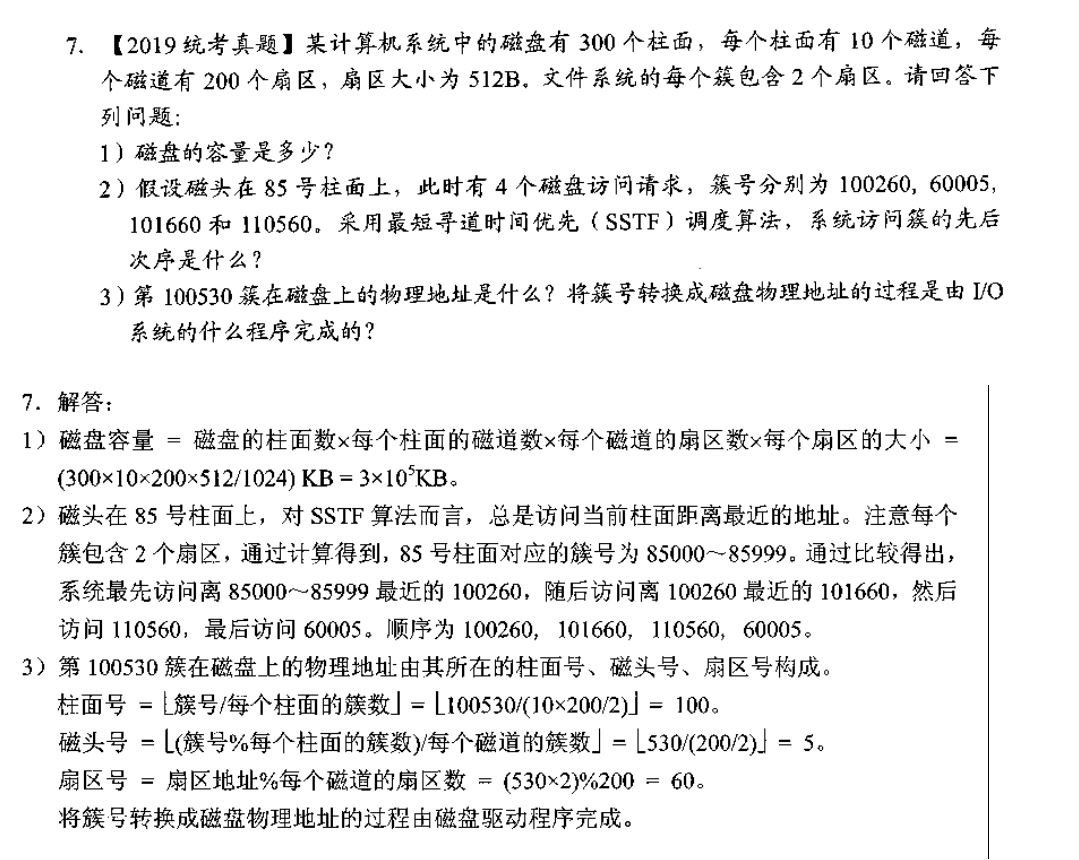 7. 【2019统考真题】某计算机系统中的磁盘有 300 个柱面，每个柱面有 10 个磁道，每
个磁道有 200 个扇区，扇区大小为 512B。文件系统的每个簇包含 2 个扇区。请回答下
列问题：
1）磁盘的容量是多少？
2）假设磁头在 85 号柱面上，此时有 4 个磁盘访问请求，簇号分别为 100260, 60005,
101660 和 110560。采用最短寻道时间优先（SSTF）调度算法，系统访问簇的先后
次序是什么？
3）第 100530 簇在磁盘上的物理地址是什么？将簇号转换成磁盘物理地址的过程是由 I/O
系统的什么程序完成的？
7．解答：
1）磁盘容量 = 磁盘的柱面数×每个柱面的磁道数×每个磁道的扇区数×每个扇区的大小 =
(300×10×200×512/1024) KB = 3×10⁵KB。
2）磁头在 85 号柱面上，对 SSTF 算法而言，总是访问当前柱面距离最近的地址。注意每个
簇包含 2 个扇区，通过计算得到，85 号柱面对应的簇号为 85000～85999。通过比较得出，
系统最先访问离 85000～85999 最近的 100260，随后访问离 100260 最近的 101660，然后
访问 110560，最后访问 60005。顺序为 100260，101660，110560，60005。
3）第 100530 簇在磁盘上的物理地址由其所在的柱面号、磁头号、扇区号构成。
柱面号 = ⌊簇号/每个柱面的簇数⌋ = ⌊100530/(10×200/2)⌋ = 100。
磁头号 = ⌊(簇号%每个柱面的簇数)/每个磁道的簇数⌋ = ⌊530/(200/2)⌋ = 5。
扇区号 = 扇区地址%每个磁道的扇区数 = (530×2)%200 = 60。
将簇号转换成磁盘物理地址的过程由磁盘驱动程序完成。